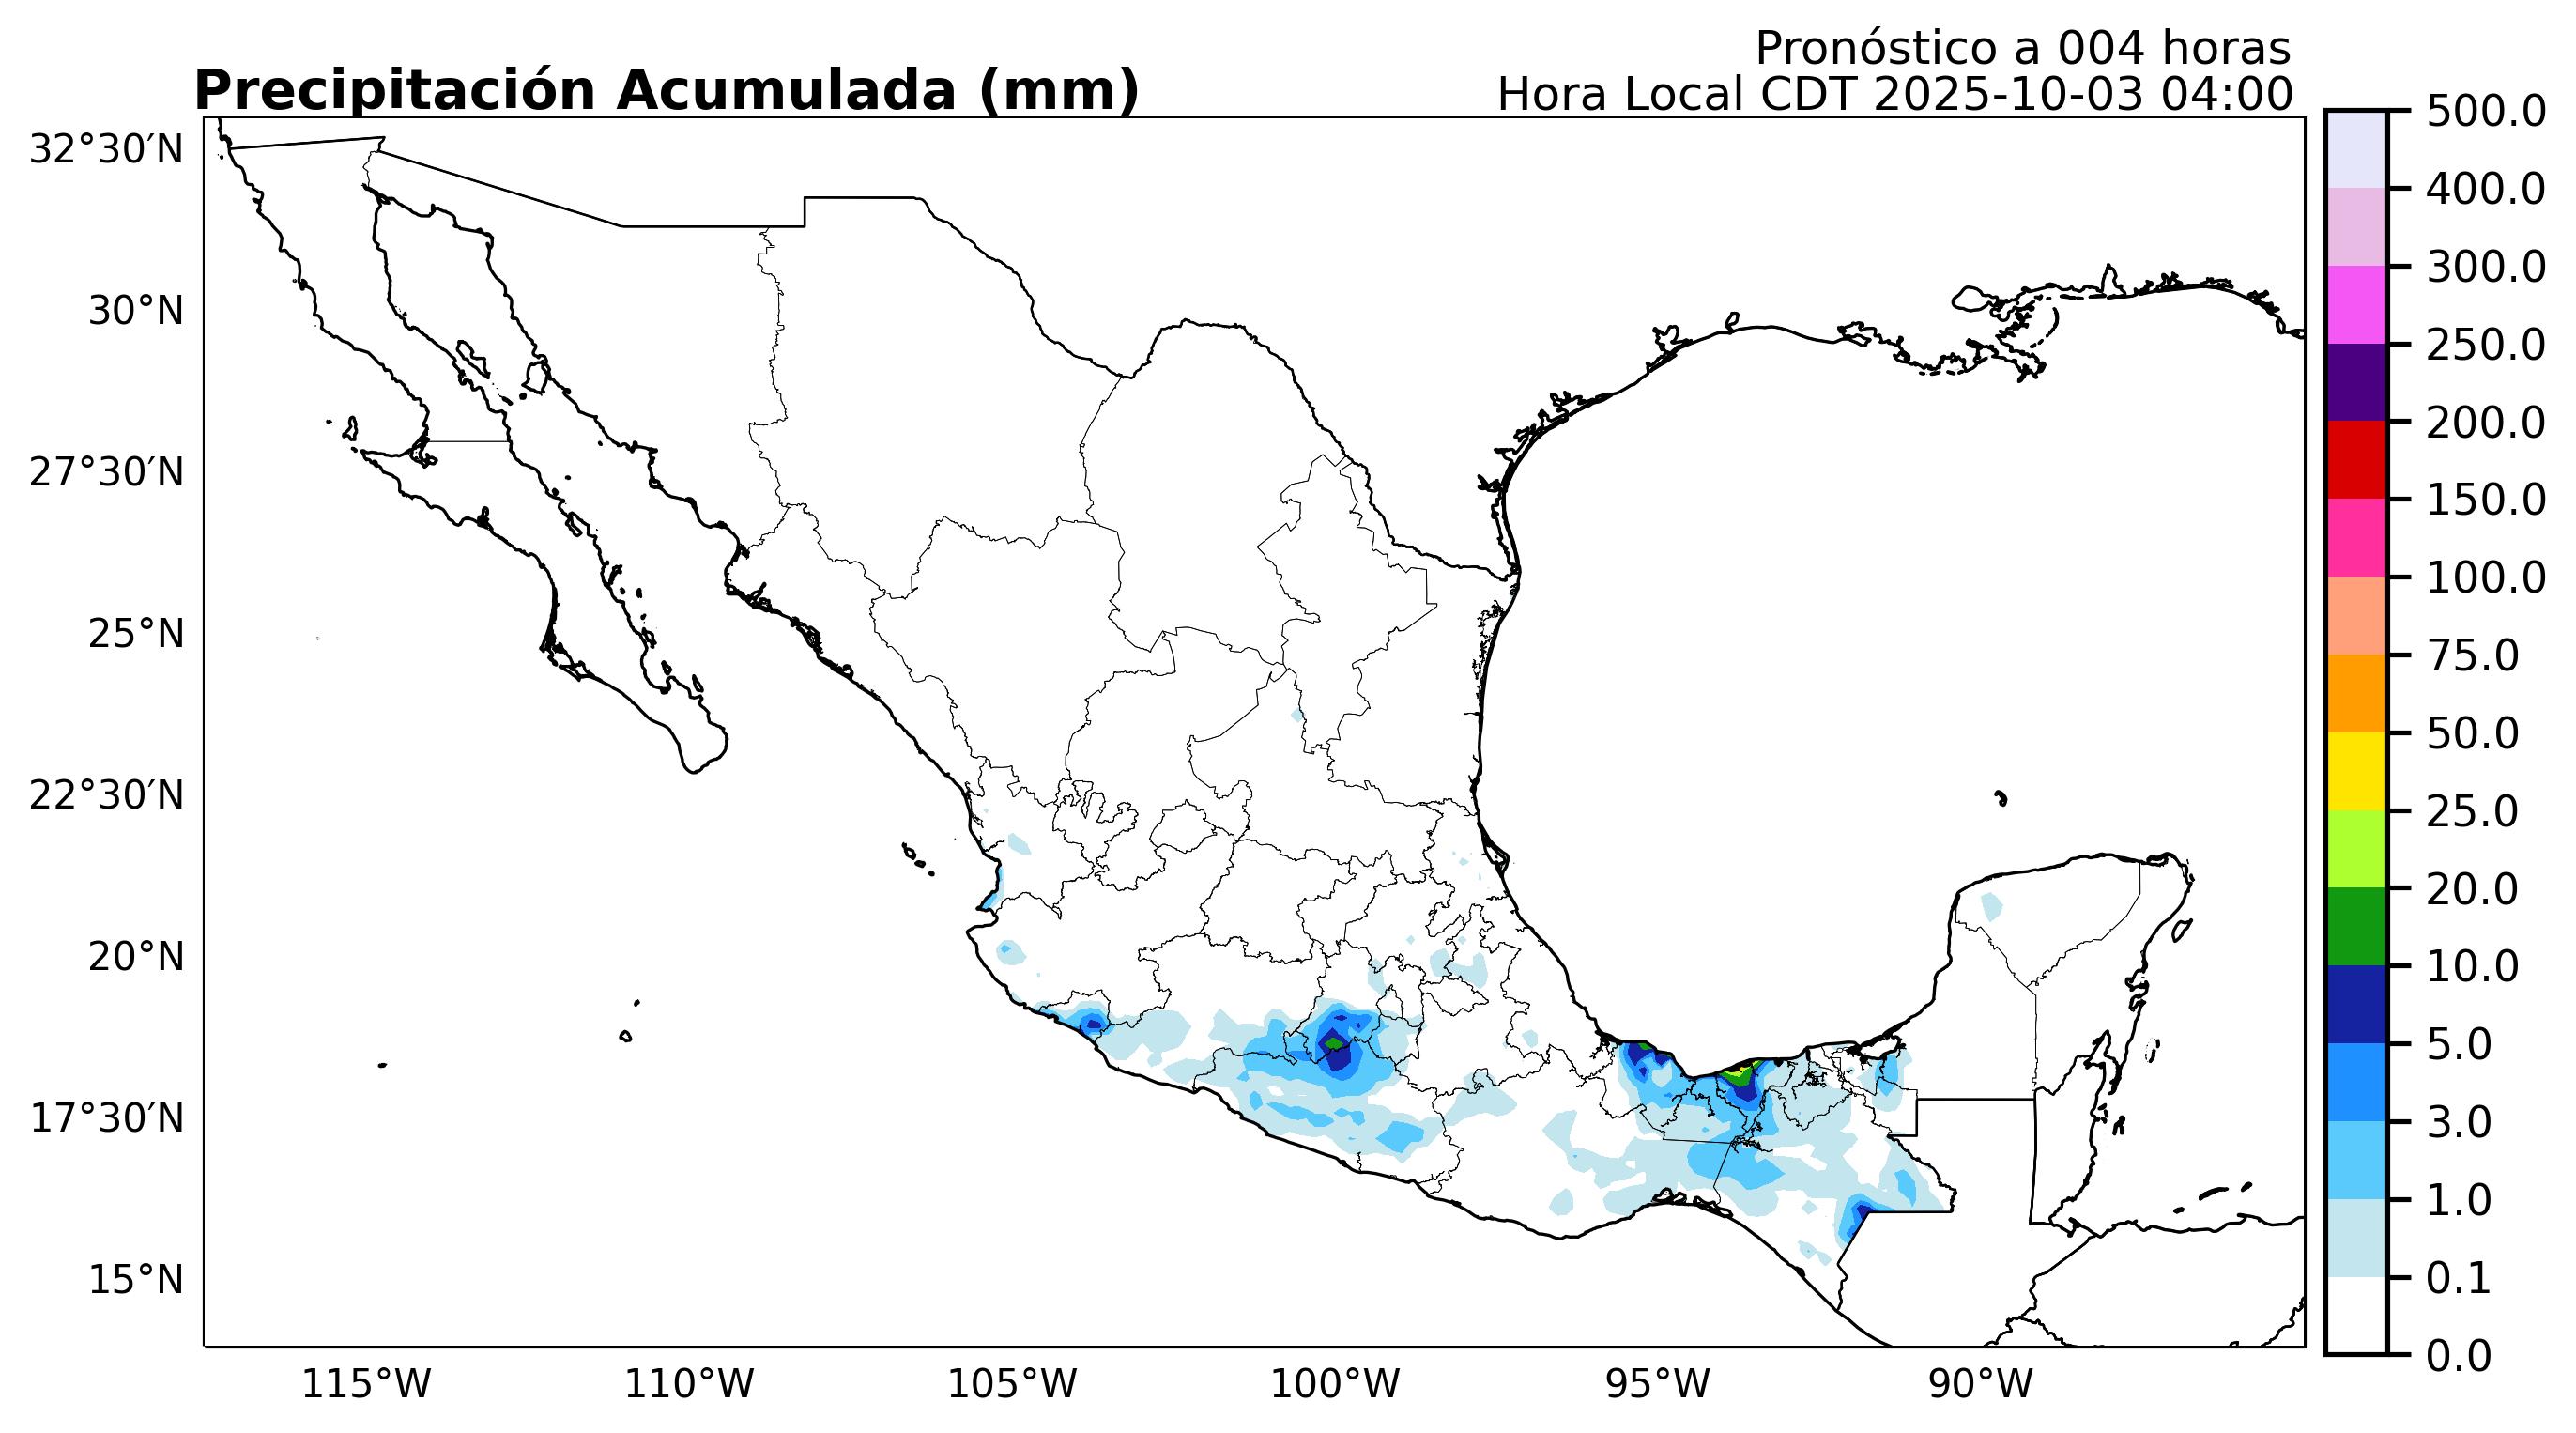 Pronóstico a 004 horas
Precipitación Acumulada (mm)
Hora Local CDT 2025-10-03 04:00
32°30′N
30°N
27°30′N
25°N
22°30′N
20°N
17°30′N
15°N
115°W
110°W
105°W
100°W
95°W
90°W
500.0
400.0
300.0
250.0
200.0
150.0
100.0
75.0
50.0
25.0
20.0
10.0
5.0
3.0
1.0
0.1
0.0